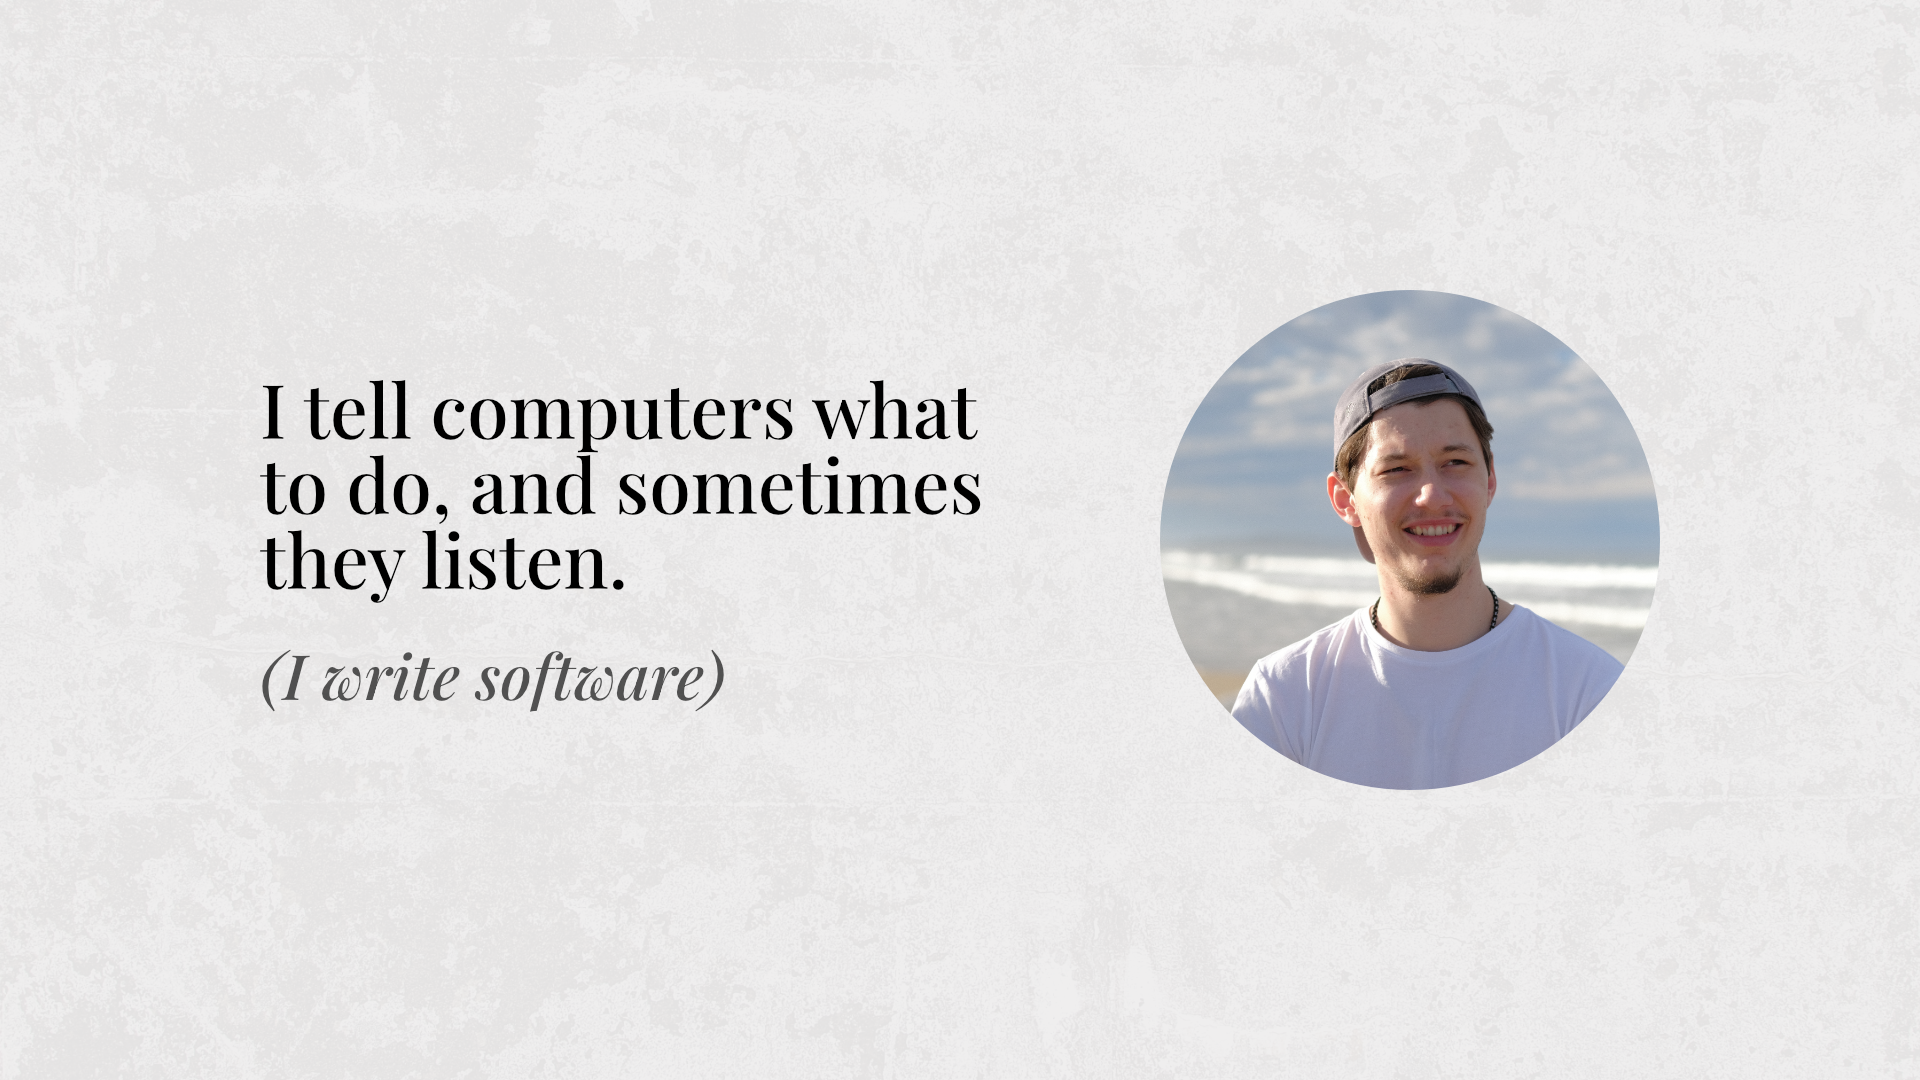 I tell computers what
to do, and sometimes
they listen.
(I write software)